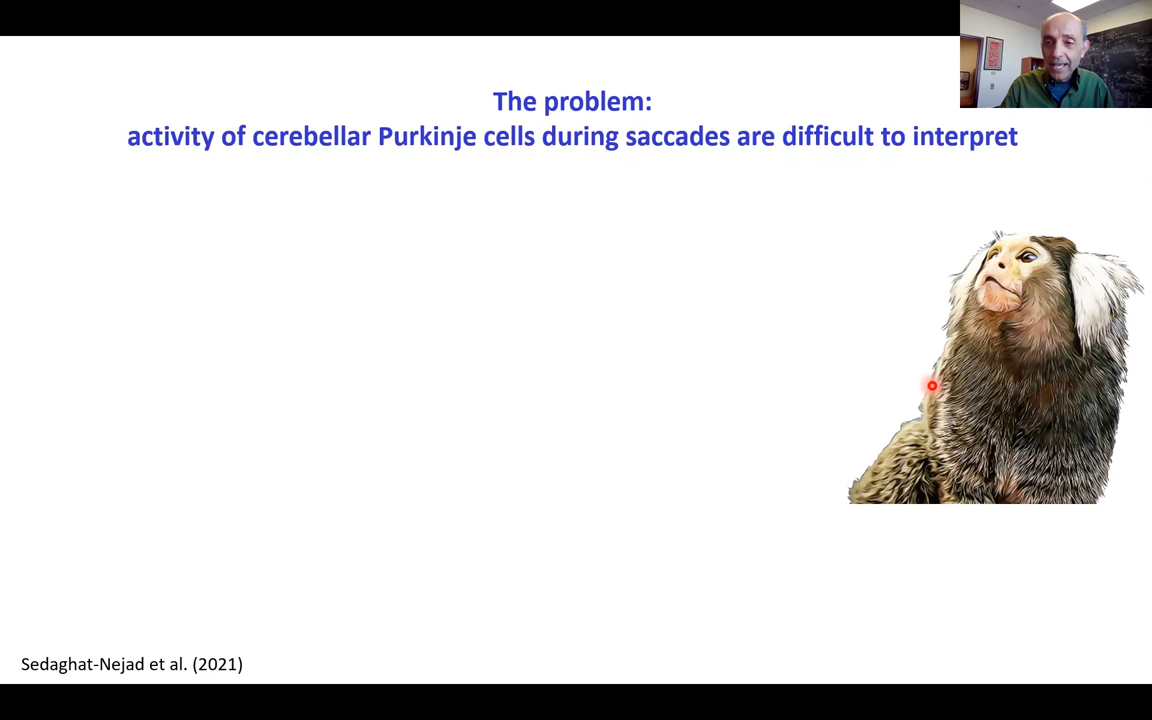 The problem:
activity of cerebellar Purkinje cells during saccades are difficult to interpret
Sedaghat-Nejad et al. (2021)